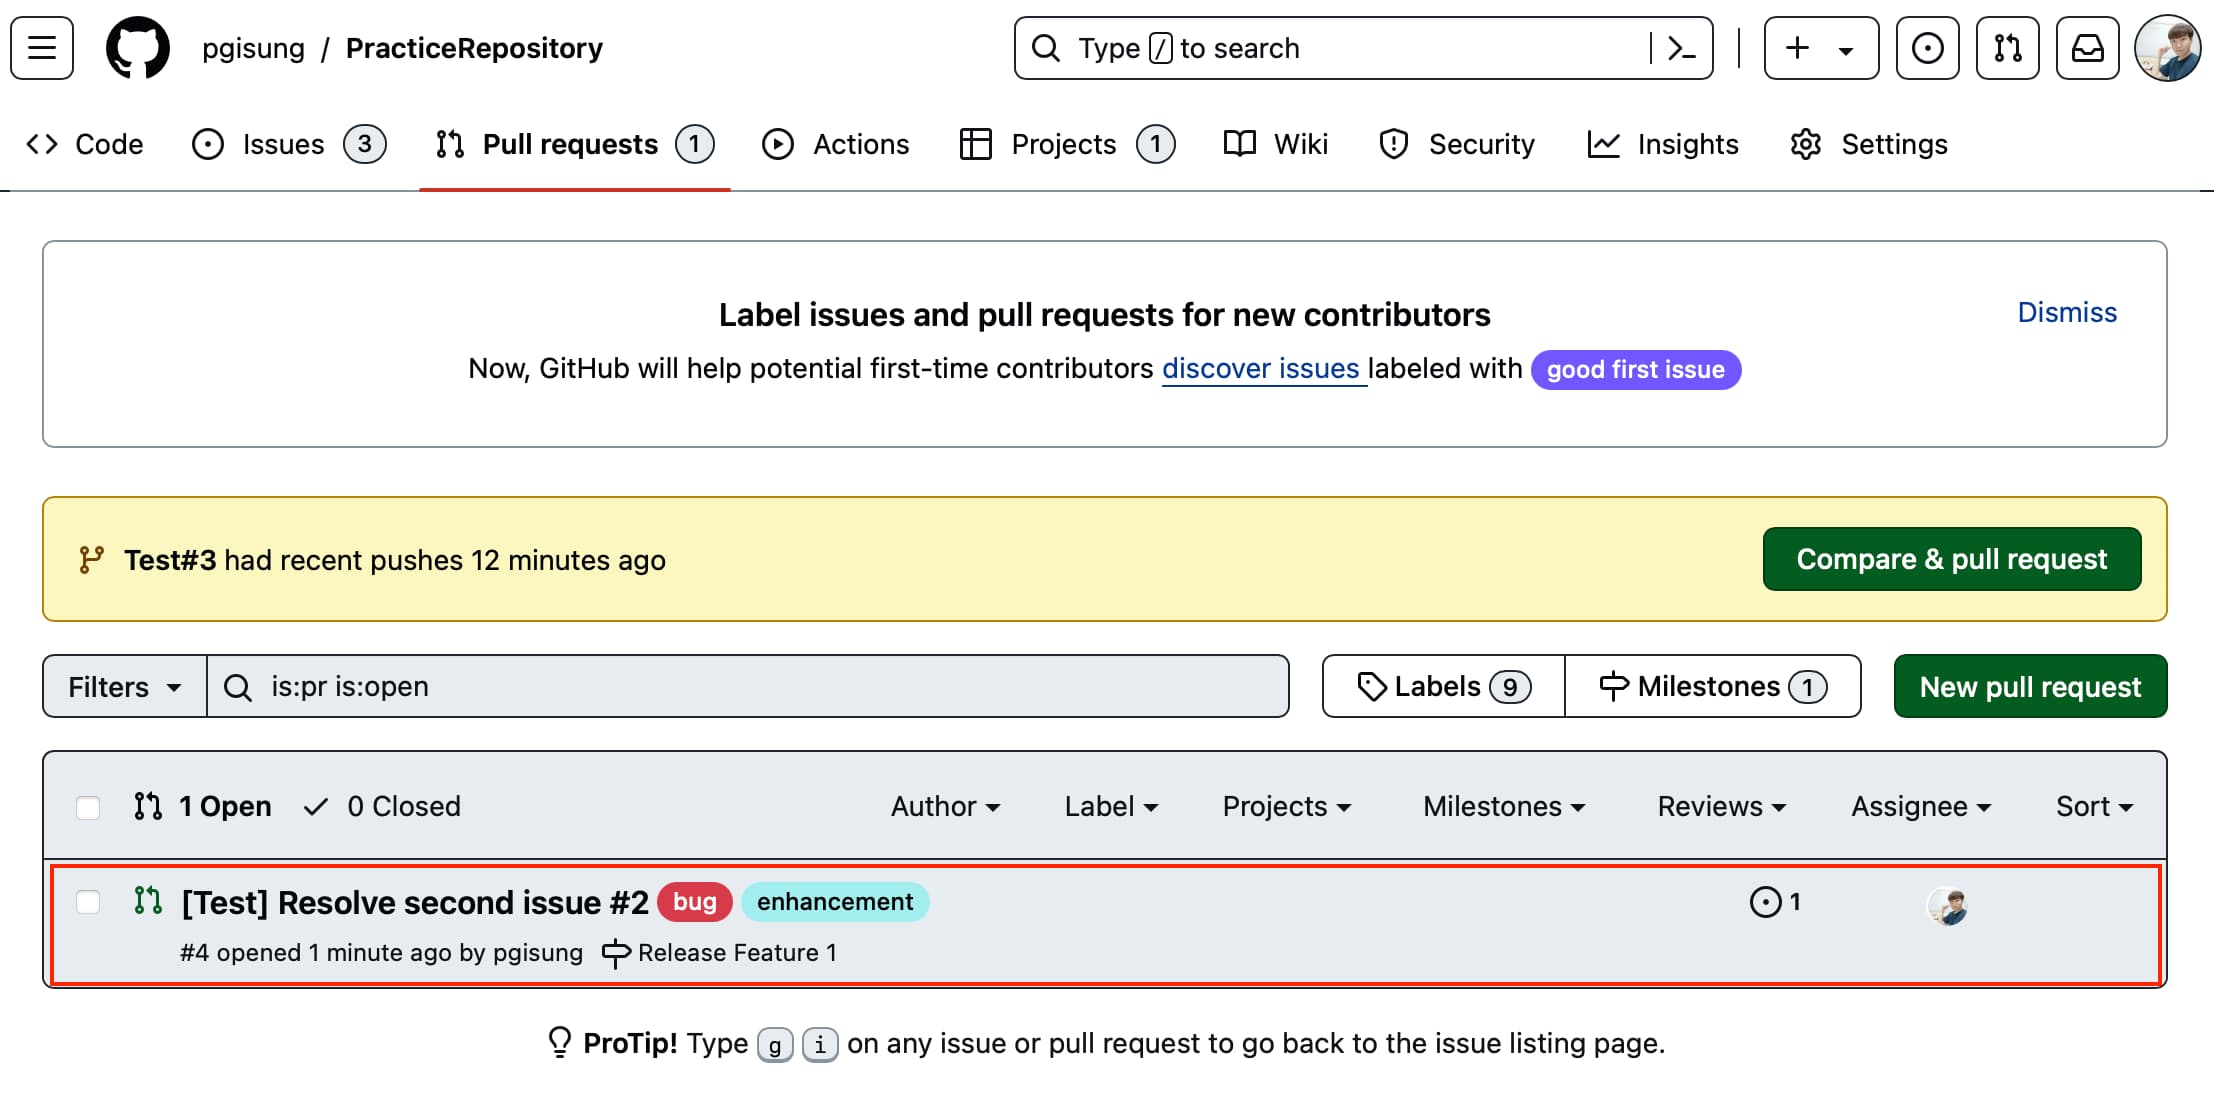 pgisung / PracticeRepository
Type / to search
Code
Issues 3
Pull requests 1
Actions
Projects 1
Wiki
Security
Insights
Settings
Label issues and pull requests for new contributors
Dismiss
Now, GitHub will help potential first-time contributors discover issues labeled with good first issue
Test#3 had recent pushes 12 minutes ago
Compare & pull request
Filters
is:pr is:open
Labels 9
Milestones 1
New pull request
1 Open
0 Closed
Author
Label
Projects
Milestones
Reviews
Assignee
Sort
[Test] Resolve second issue #2 bug enhancement
1
#4 opened 1 minute ago by pgisung Release Feature 1
ProTip! Type g i on any issue or pull request to go back to the issue listing page.